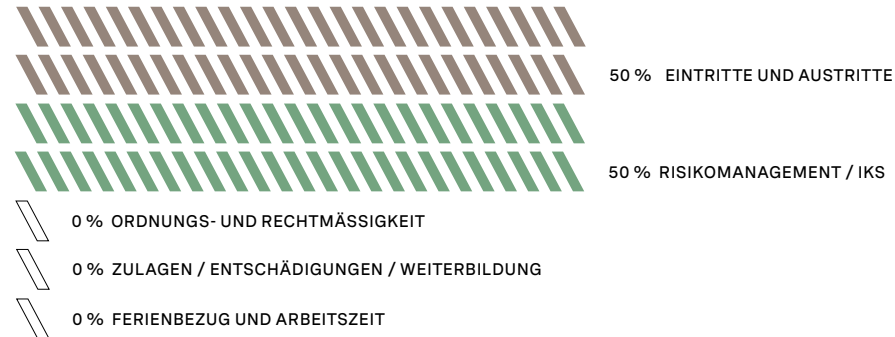 50 % EINTRITTE UND AUSTRITTE
50 % RISIKOMANAGEMENT / IKS
0 % ORDNUNGS- UND RECHTMÄSSIGKEIT
0 % ZULAGEN / ENTSCHÄDIGUNGEN / WEITERBILDUNG
0 % FERIENBEZUG UND ARBEITSZEIT